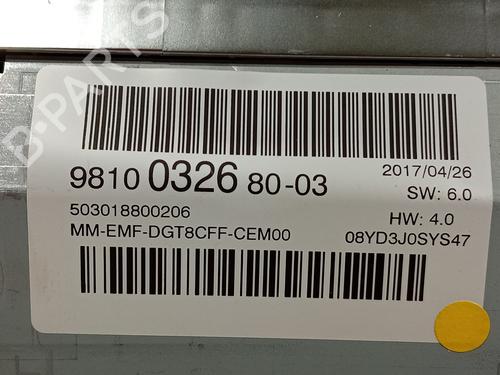 B-PARTS
9810 0326 80-03
2017/04/26
SW: 6.0
503018800206
HW: 4.0
MM-EMF-DGT8CFF-CEM00
08YD3J0SYS47